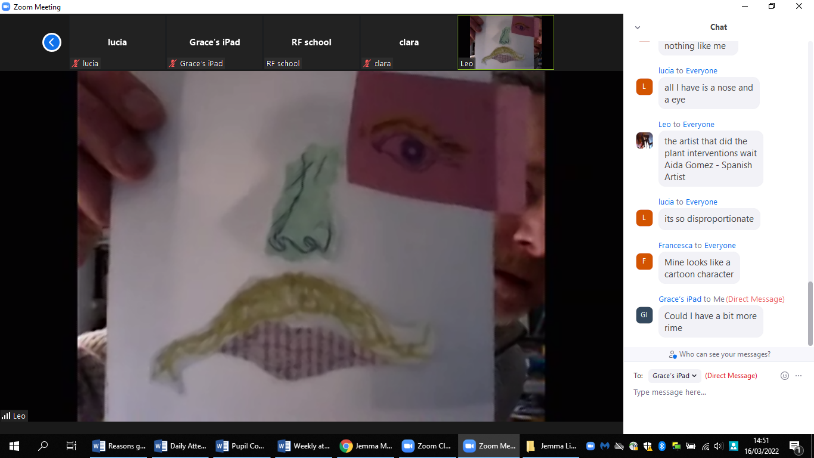 Zoom Meeting
lucia
Grace's iPad
RF school
clara
lucia
Grace's iPad
RF school
clara
Leo
Leo
Chat
nothing like me
lucia to Everyone
L
all I have is a nose and
a eye
Leo to Everyone
the artist that did the
plant interventions wait
Aida Gomez - Spanish
Artist
lucia to Everyone
L
its so disproportionate
Francesca to Everyone
F
Mine looks like a
cartoon character
Grace's iPad to Me (Direct Message)
GI
Could I have a bit more
rime
Who can see your messages?
To: Grace's iPad (Direct Message)
Type message here...
Reasons g...
Daily Atte...
Pupil Co...
Weekly at...
Jemma M...
Zoom Cl...
Zoom Me...
Jemma Li...
14:51
16/03/2022
1